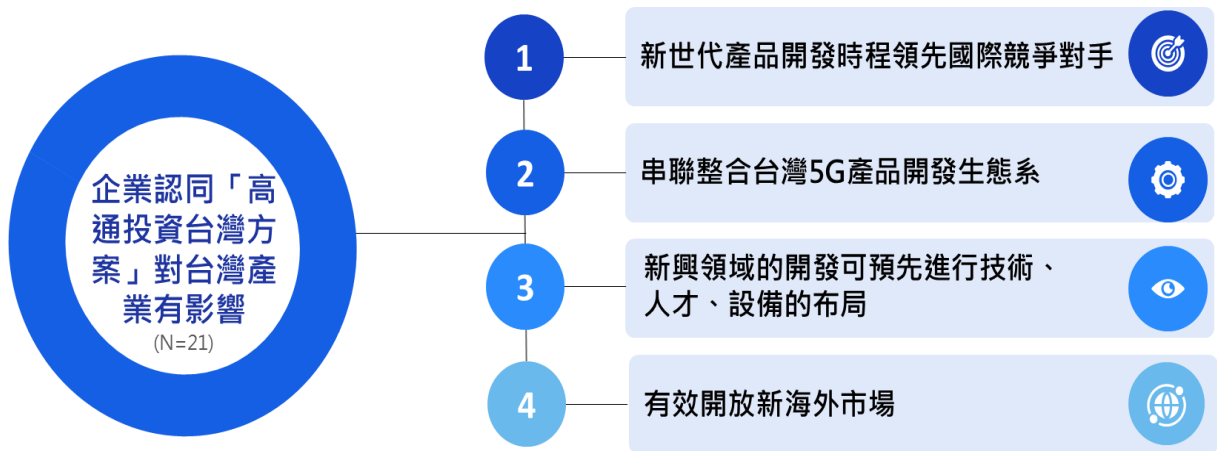 企業認同「高
通投資台灣方
案」對台灣產
業有影響
(N=21)
1
新世代產品開發時程領先國際競爭對手
2
串聯整合台灣5G產品開發生態系
3
新興領域的開發可預先進行技術、
人才、設備的布局
4
有效開放新海外市場